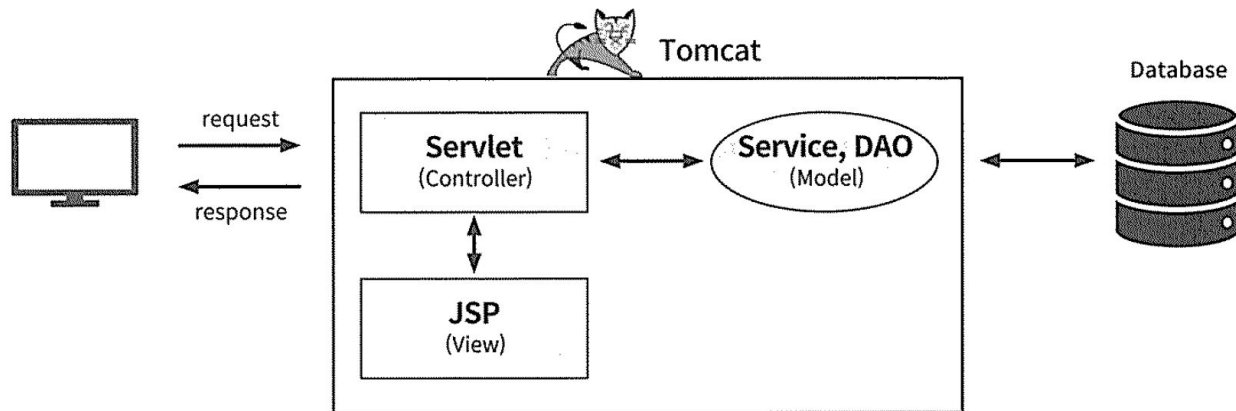 Tomcat
Database
request
response
Servlet
(Controller)
Service, DAO
(Model)
JSP
(View)